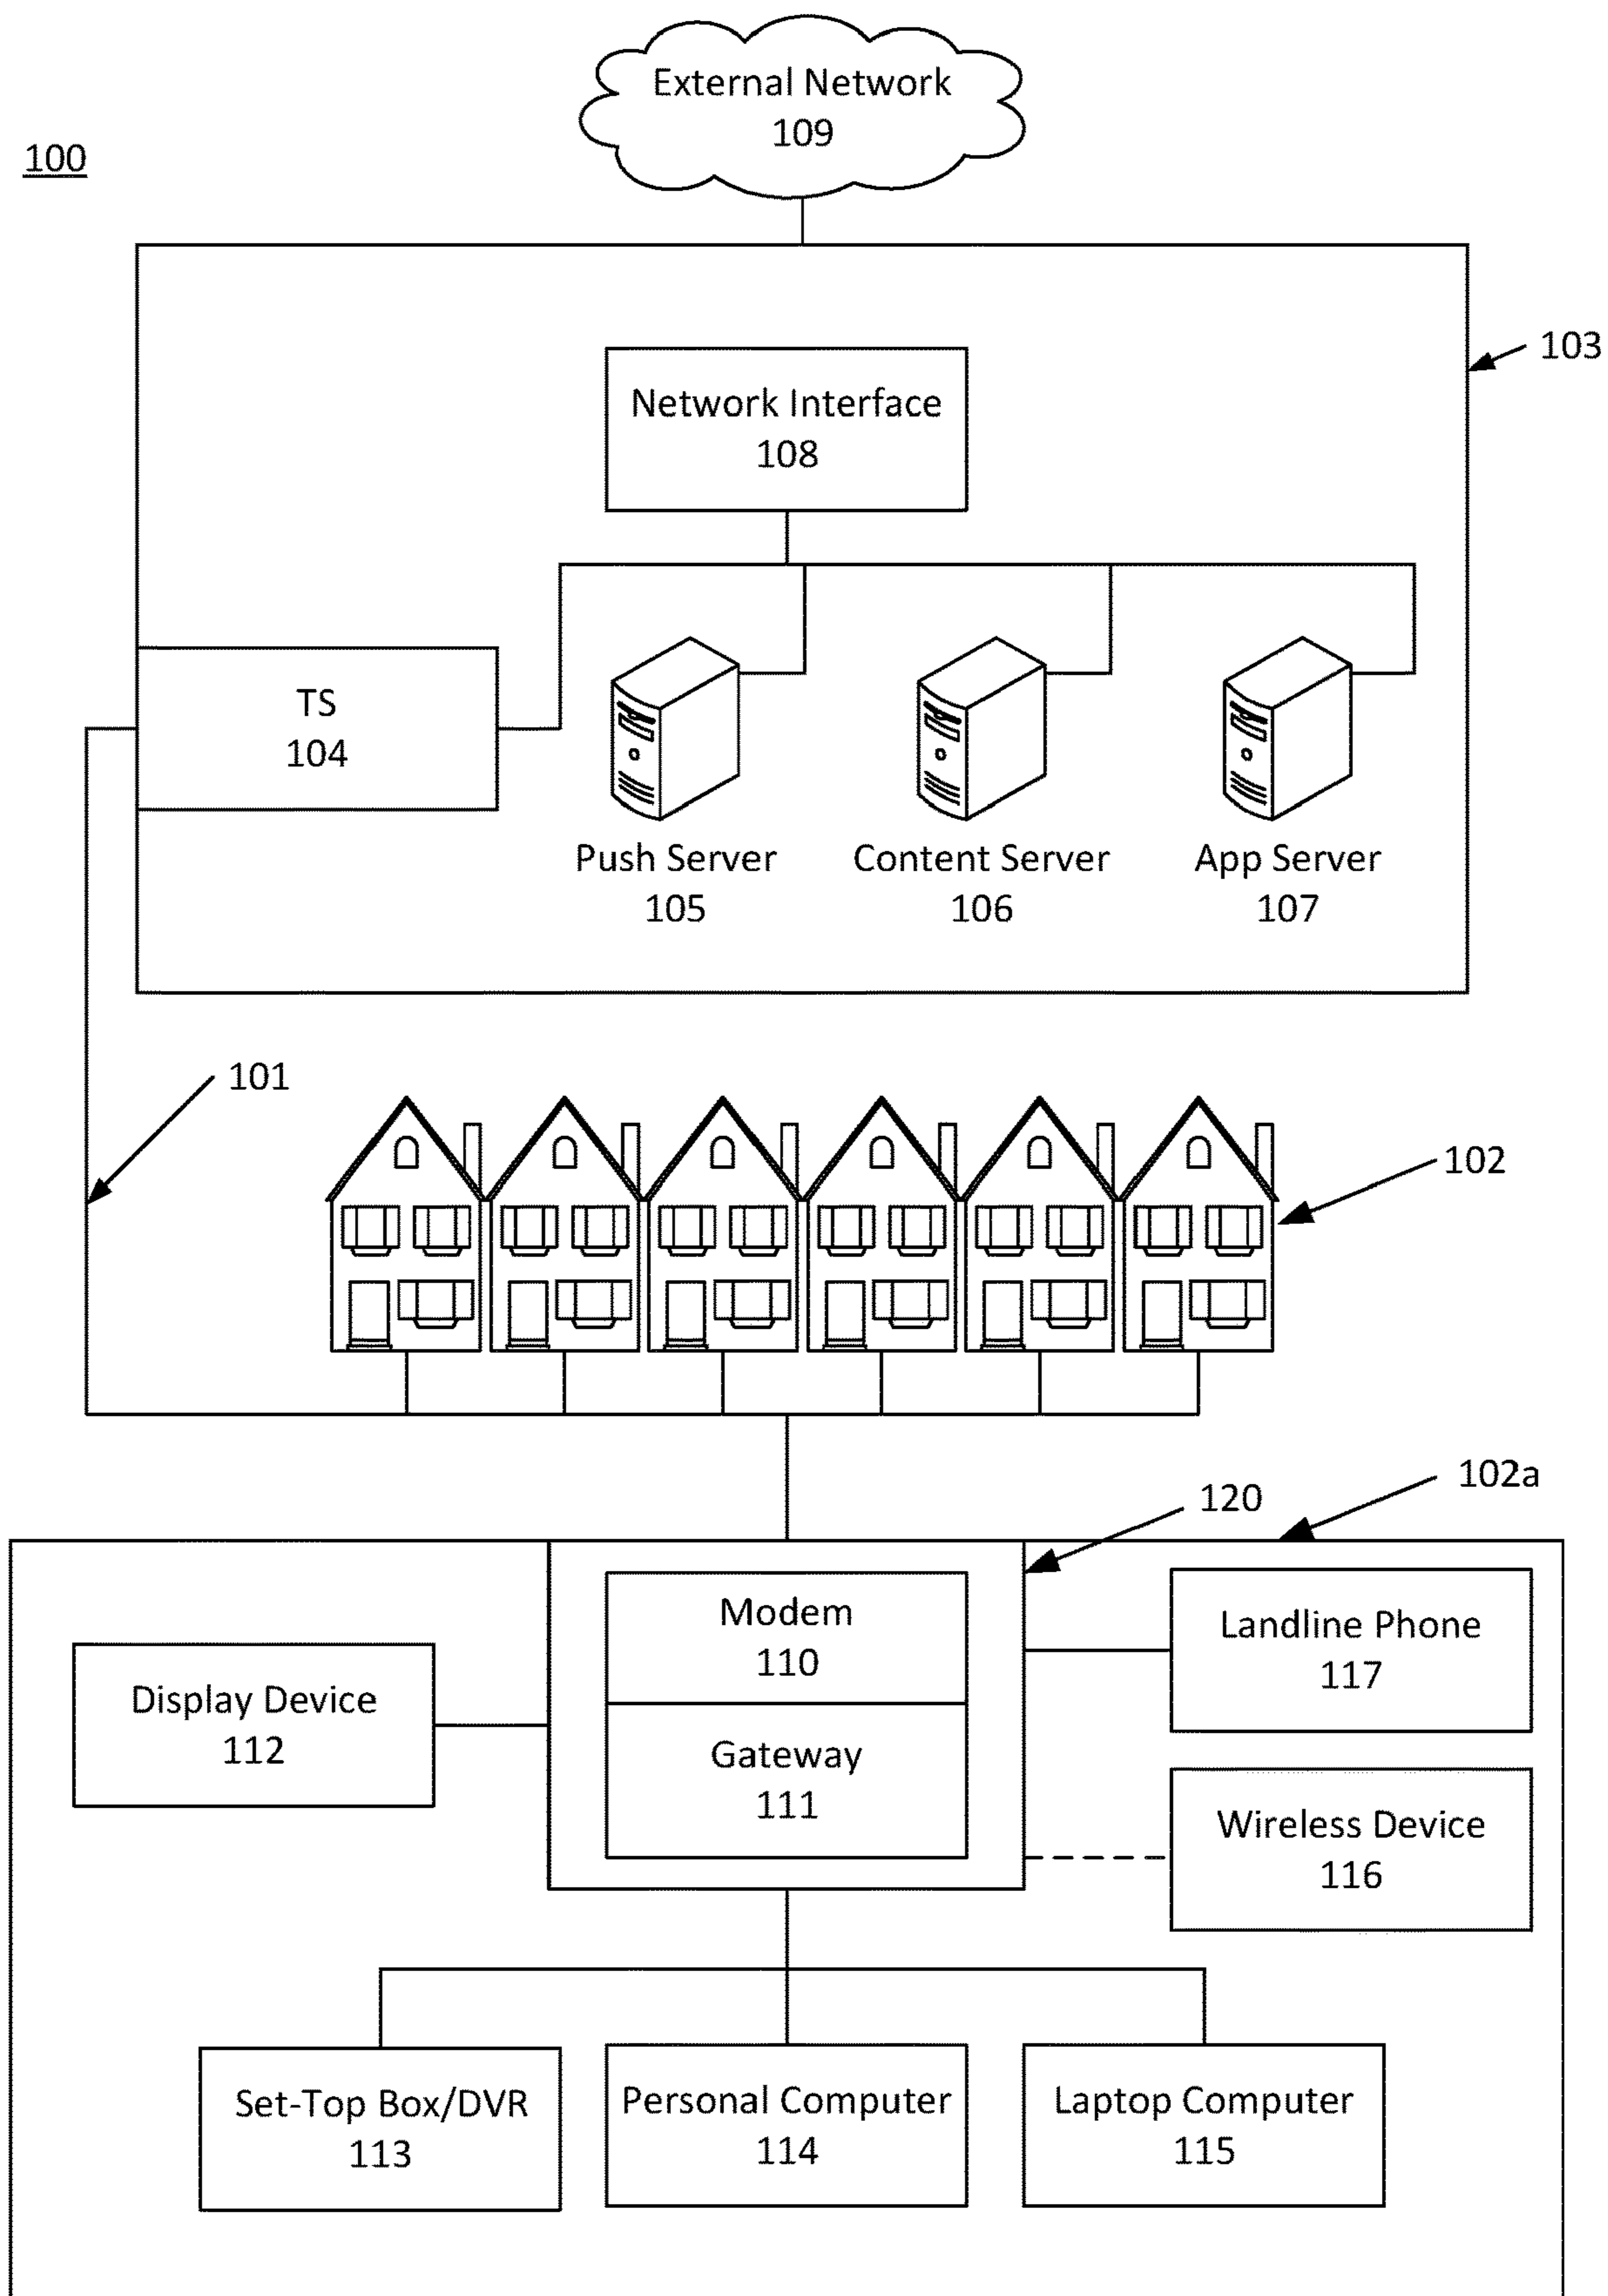 External Network
109
100
103
Network Interface
108
TS
104
Push Server
105
Content Server
106
App Server
107
101
102
102a
120
Modem
110
Landline Phone
117
Display Device
112
Gateway
111
Wireless Device
116
Set-Top Box/DVR
113
Personal Computer
114
Laptop Computer
115